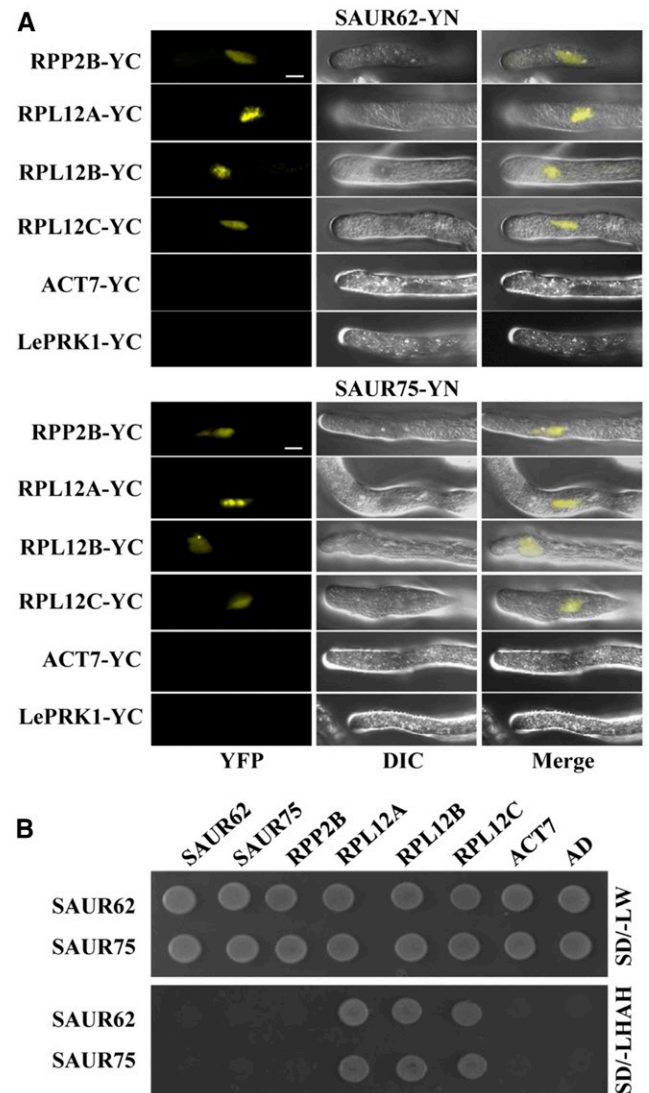 A
SAUR62-YN
RPP2B-YC
RPL12A-YC
RPL12B-YC
RPL12C-YC
ACT7-YC
LePRK1-YC
SAUR75-YN
RPP2B-YC
RPL12A-YC
RPL12B-YC
RPL12C-YC
ACT7-YC
LePRK1-YC
YFP DIC Merge
B
SAUR62 SAUR75 RPP2B RPL12A RPL12B RPL12C ACT7 AD
SAUR62
SAUR75
SD/-LW
SAUR62
SAUR75
SD/-LHAH